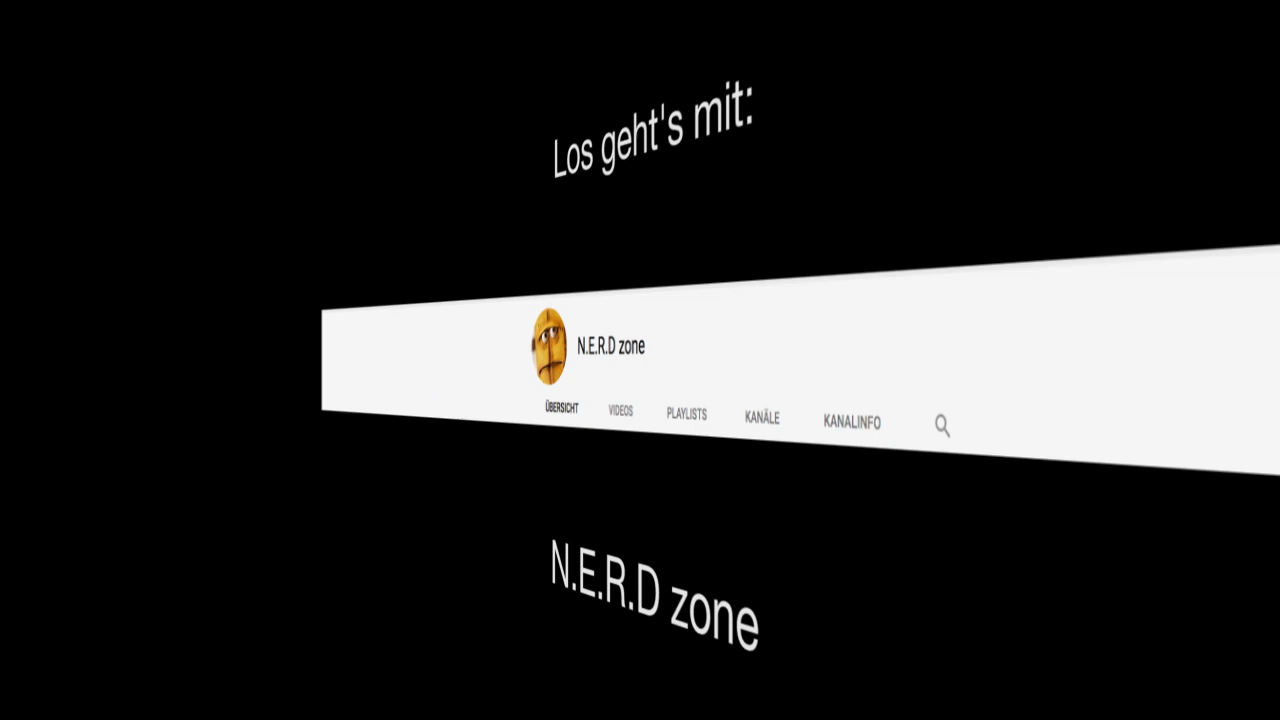 Los geht's mit:
N.E.R.D zone
ÜBERSICHT VIDEOS PLAYLISTS KANÄLE KANALINFO
N.E.R.D zone